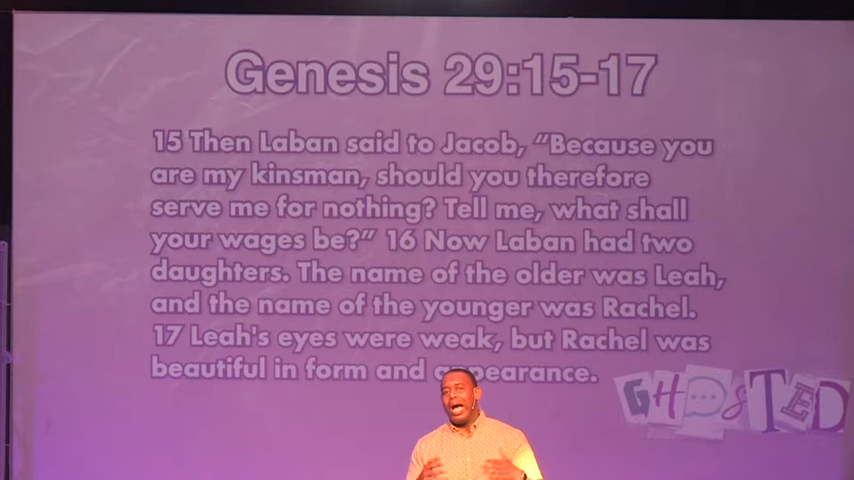 Genesis 29:15-17
15 Then Laban said to Jacob, “Because you
are my kinsman, should you therefore
serve me for nothing? Tell me, what shall
your wages be?” 16 Now Laban had two
daughters. The name of the older was Leah,
and the name of the younger was Rachel.
17 Leah's eyes were weak, but Rachel was
beautiful in form and appearance.
GHOSTED